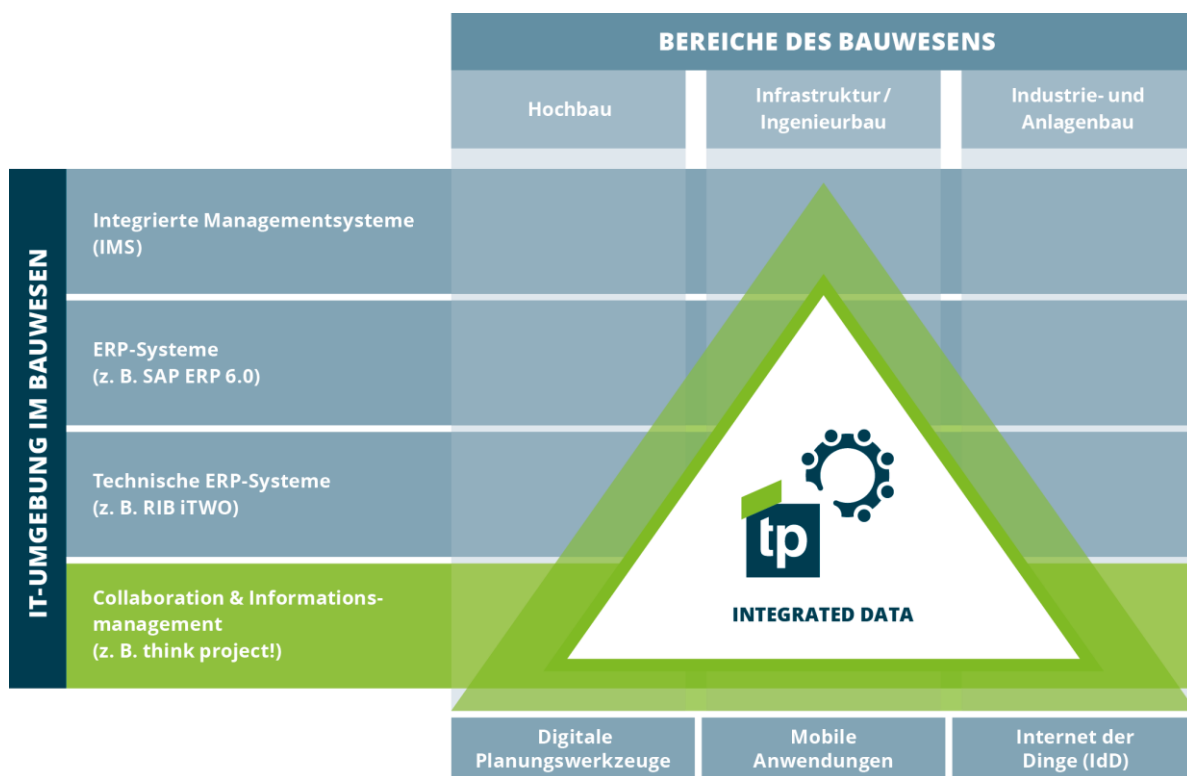 BEREICHE DES BAUWESENS
Hochbau
Infrastruktur /
Ingenieurbau
Industrie- und
Anlagenbau
IT-UMGEBUNG IM BAUWESEN
Integrierte Managementsysteme
(IMS)
ERP-Systeme
(z. B. SAP ERP 6.0)
Technische ERP-Systeme
(z. B. RIB iTWO)
Collaboration & Informations-
management
(z. B. think project!)
tp
INTEGRATED DATA
Digitale
Planungswerkzeuge
Mobile
Anwendungen
Internet der
Dinge (IdD)